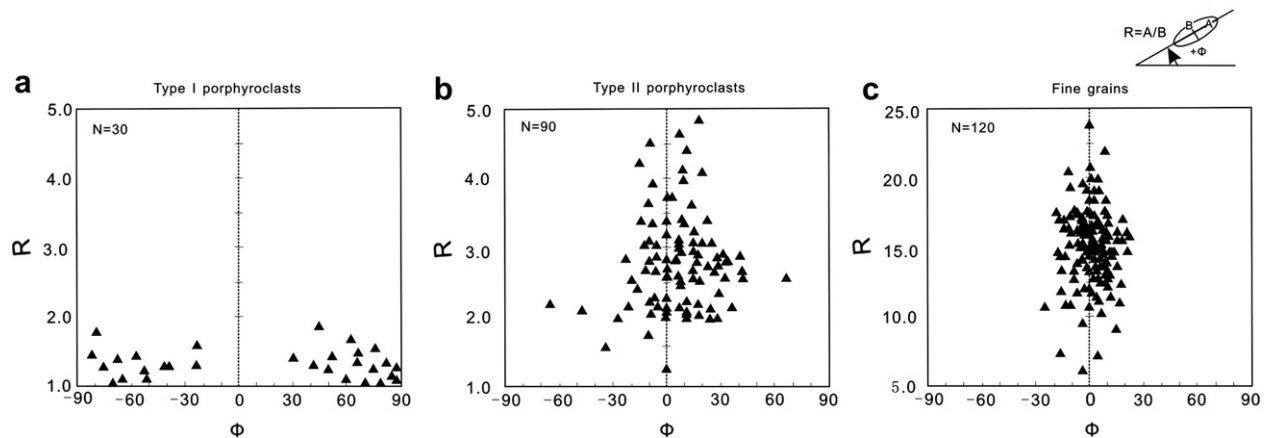 R=A/B
B
A
+Φ
a
Type I porphyroclasts
5.0
N=30
4.0
R
3.0
2.0
1.0
−90
−60
−30
0
30
60
90
Φ
b
Type II porphyroclasts
5.0
N=90
4.0
R
3.0
2.0
1.0
−90
−60
−30
0
30
60
90
Φ
c
Fine grains
25.0
N=120
20.0
R
15.0
10.0
5.0
−90
−60
−30
0
30
60
90
Φ